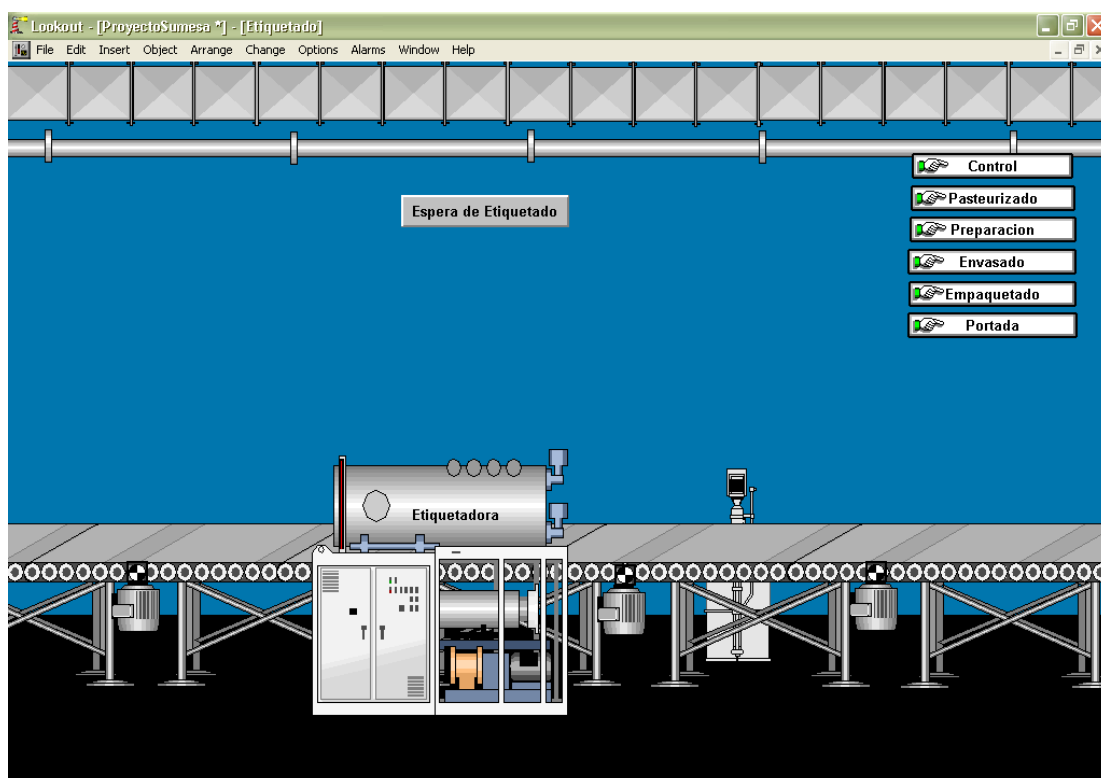 Lookout - [ProyectoSumesa *] - [Etiquetado]
File Edit Insert Object Arrange Change Options Alarms Window Help
Control
Pasteurizado
Espera de Etiquetado
Preparacion
Envasado
Empaquetado
Portada
Etiquetadora